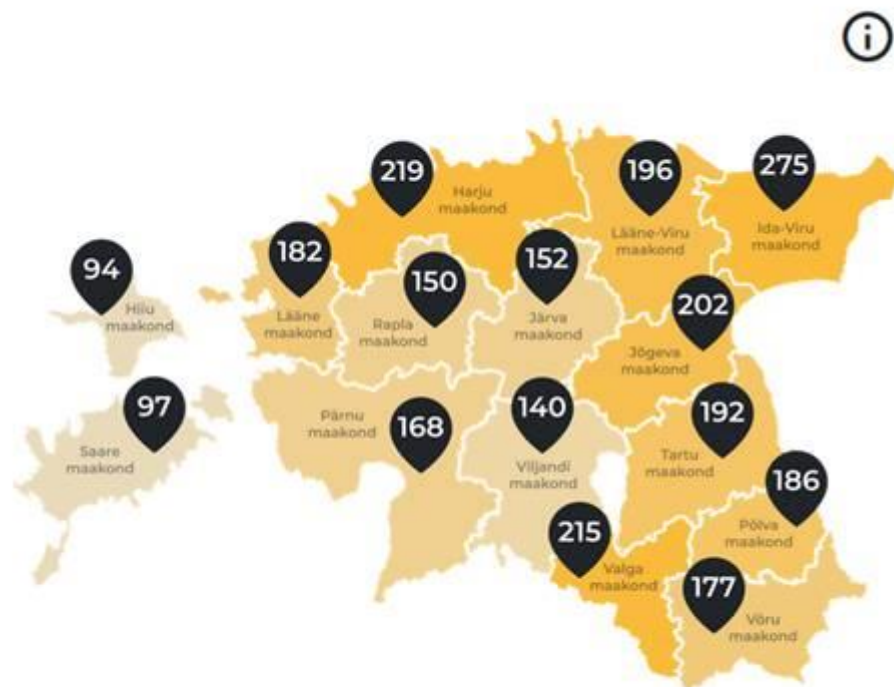 i
219
Harju
maakond
196
Lääne-Viru
maakond
275
Ida-Viru
maakond
94
Hiiu
maakond
182
Lääne
maakond
150
Rapla
maakond
152
Järva
maakond
202
Jõgeva
maakond
97
Saare
maakond
Pärnu
maakond
168
140
Viljandi
maakond
192
Tartu
maakond
186
Põlva
maakond
215
Valga
maakond
177
Võru
maakond